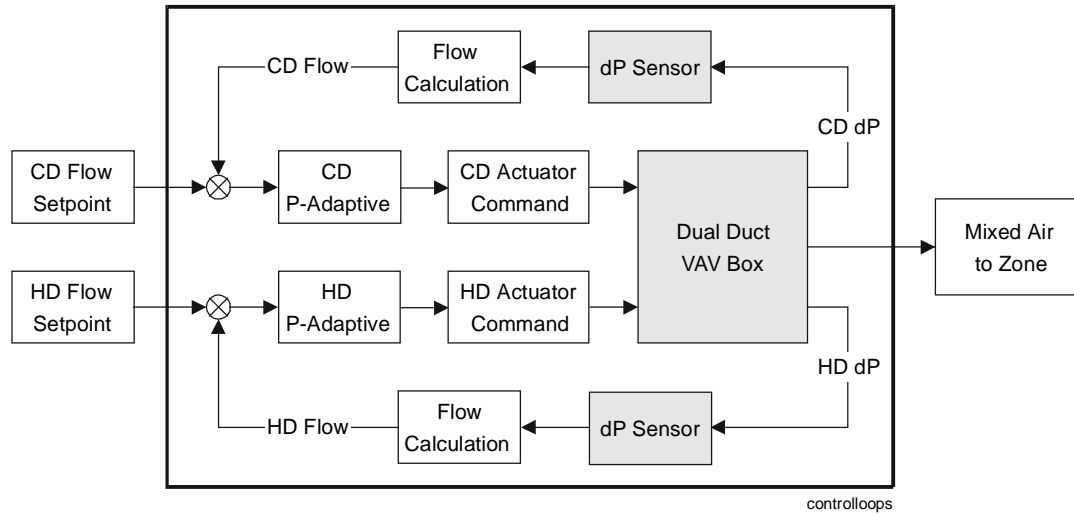 CD Flow
Flow
Calculation
dP Sensor
CD dP
CD Flow
Setpoint
CD
P-Adaptive
CD Actuator
Command
Dual Duct
VAV Box
Mixed Air
to Zone
HD Flow
Setpoint
HD
P-Adaptive
HD Actuator
Command
HD dP
HD Flow
Flow
Calculation
dP Sensor
controlloops